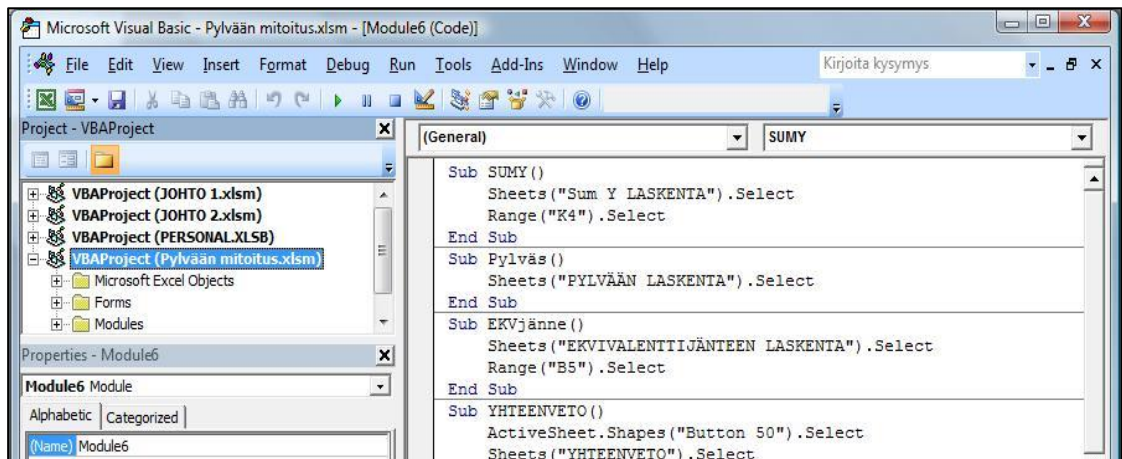 Microsoft Visual Basic - Pylvään mitoitus.xlsm - [Module6 (Code)]
File Edit View Insert Format Debug Run Tools Add-Ins Window Help Kirjoita kysymys
Project - VBAProject
VBAProject (JOHTO 1.xlsm)
VBAProject (JOHTO 2.xlsm)
VBAProject (PERSONAL.XLSB)
VBAProject (Pylvään mitoitus.xlsm)
Microsoft Excel Objects
Forms
Modules
Properties - Module6
Module6 Module
Alphabetic Categorized
(Name) Module6
(General) SUMY
Sub SUMY()
Sheets("Sum Y LASKENTA").Select
Range("K4").Select
End Sub
Sub Pylväs()
Sheets("PYLVÄÄN LASKENTA").Select
End Sub
Sub EKVjänne()
Sheets("EKVIVALENTTIJÄNTEEN LASKENTA").Select
Range("B5").Select
End Sub
Sub YHTEENVETO()
ActiveSheet.Shapes("Button 50").Select
Sheets("YHTEENVETO").Select